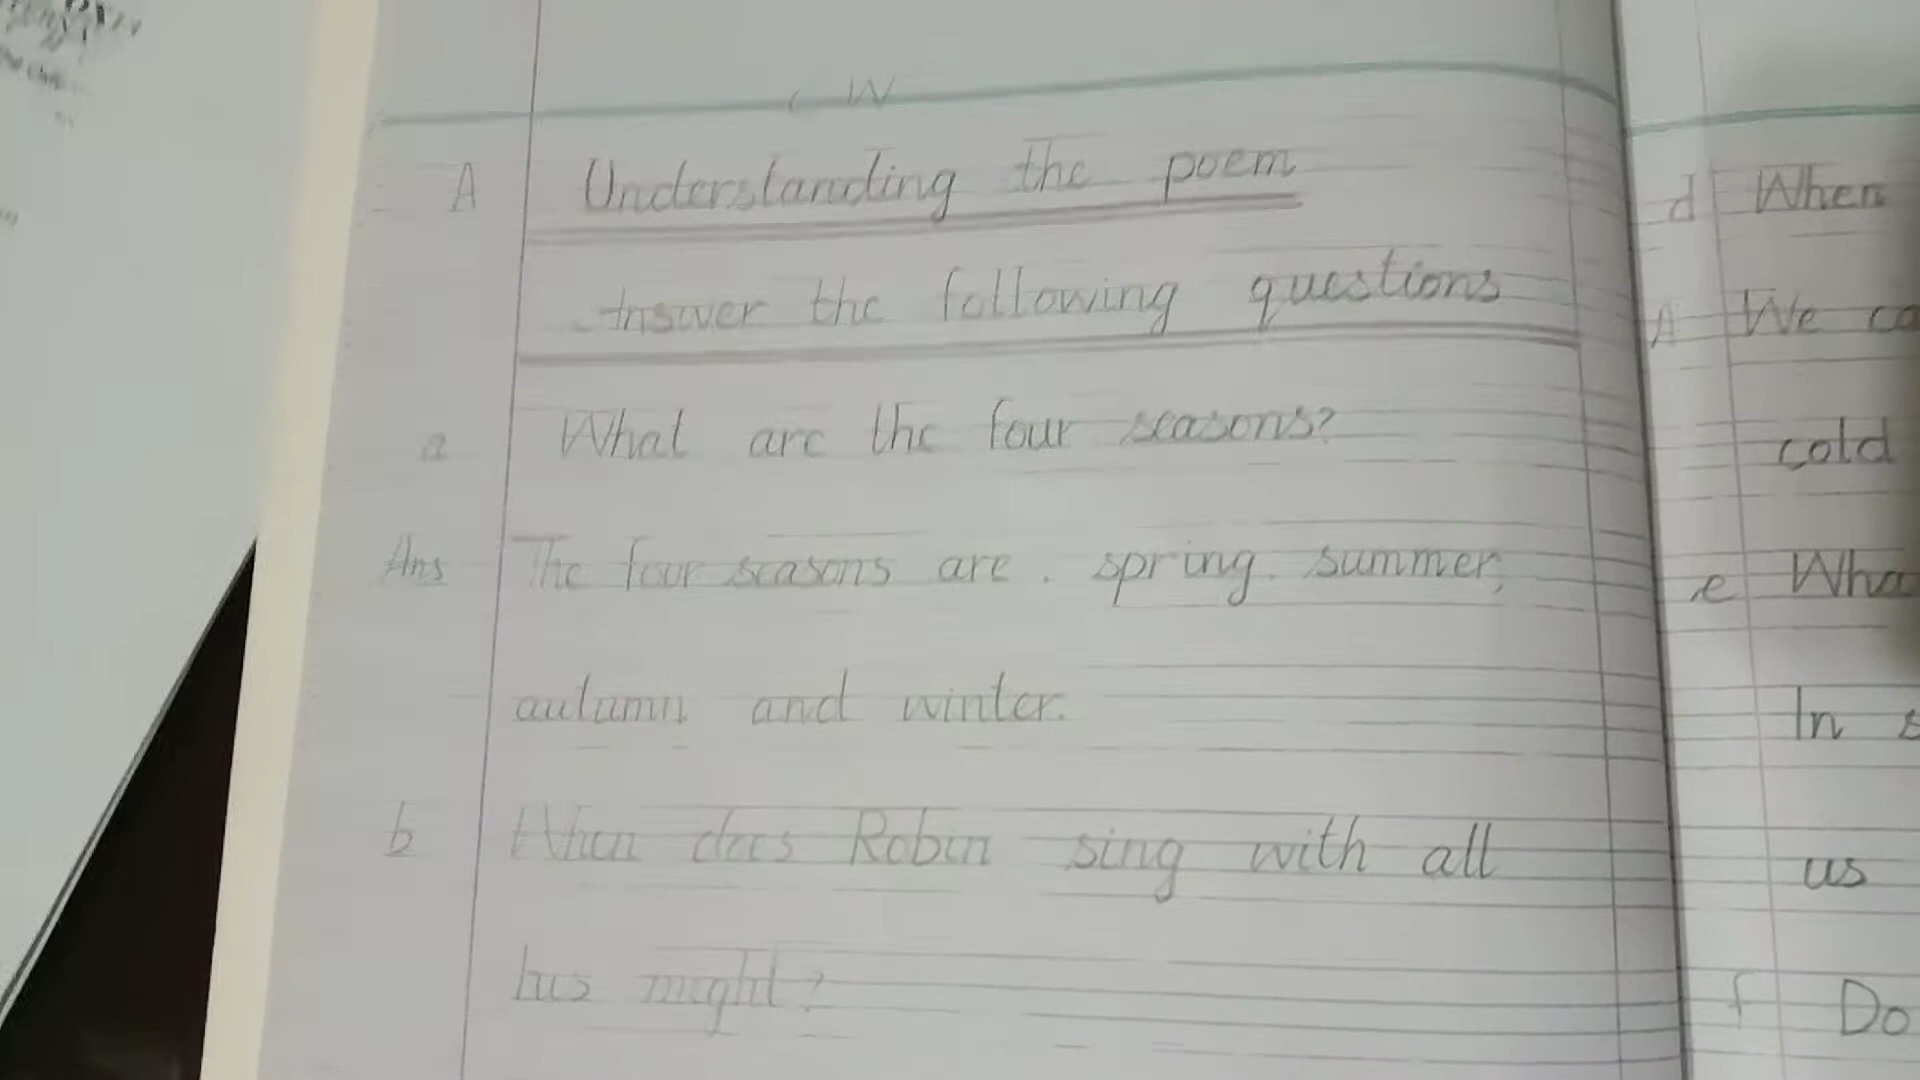 C W
A Understanding the poem
Answer the following questions
a What are the four seasons?
Ans The four seasons are . spring, summer,
autumn and winter.
b When does Robin sing with all
his might?
d When
A We
cold
e
In
us
f Do